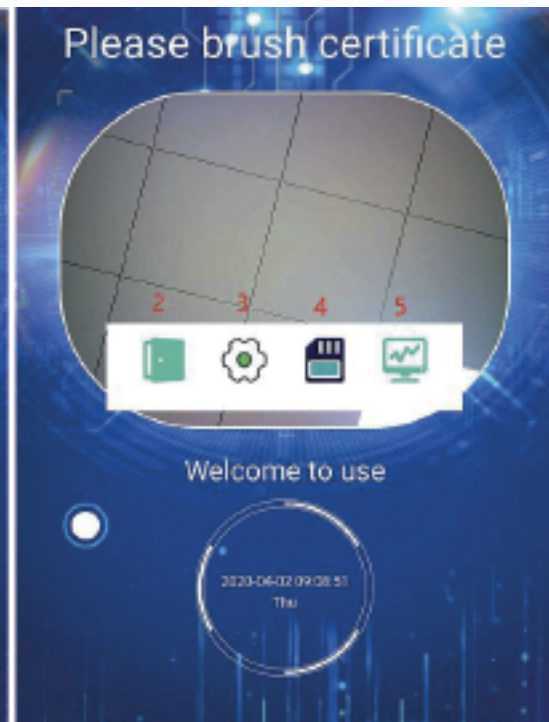 Please brush certificate
2 3 4 5
Welcome to use
2020-04-02 09:08:51
Thu